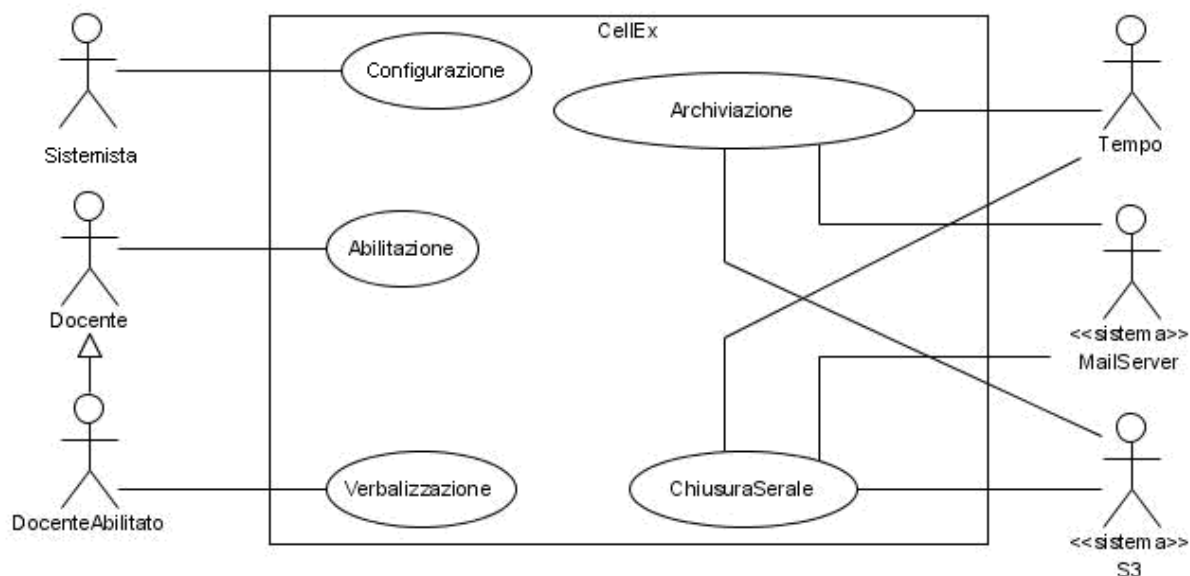 CellEx
Configurazione
Archiviazione
Sistemista
Tempo
Abilitazione
Docente
<<sistema>>
MailServer
Verbalizzazione
ChiusuraSerale
DocenteAbilitato
<<sistema>>
S3